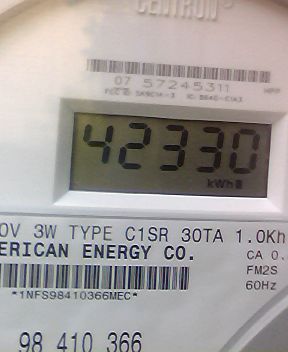 CENTRON®
07 57245311
42330
kWh
0V 3W TYPE C1SR 30TA 1.0Kh
ERICAN ENERGY CO.
CA 0.
FM2S
60Hz
*1NFS98410366MEC*
98 410 366